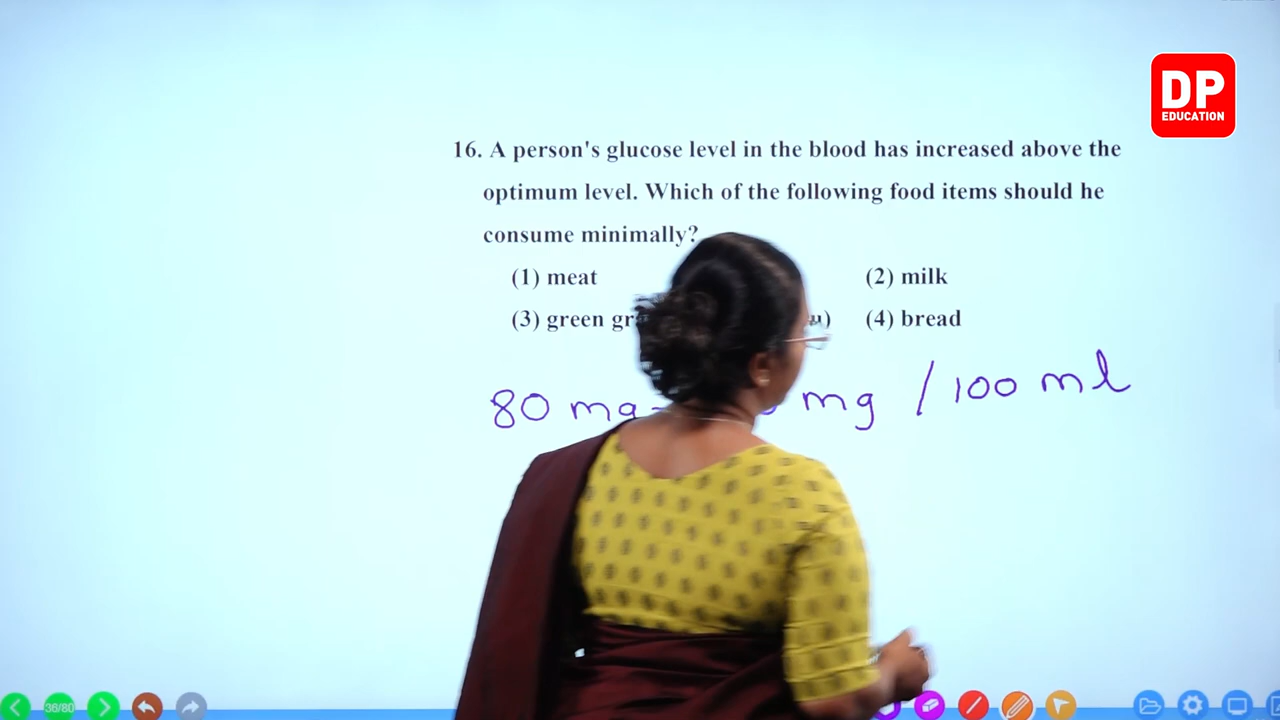 DP
EDUCATION
16. A person's glucose level in the blood has increased above the
optimum level. Which of the following food items should he
consume minimally?
(1) meat (2) milk
(3) green (4) bread
80 mg mg / 100 ml
36/80